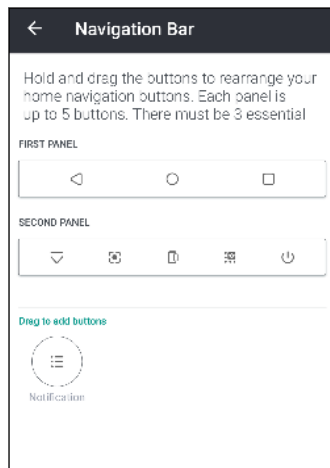 Navigation Bar
Hold and drag the buttons to rearrange your
home navigation buttons. Each panel is
up to 5 buttons. There must be 3 essential
FIRST PANEL
SECOND PANEL
Drag to add buttons
Notification